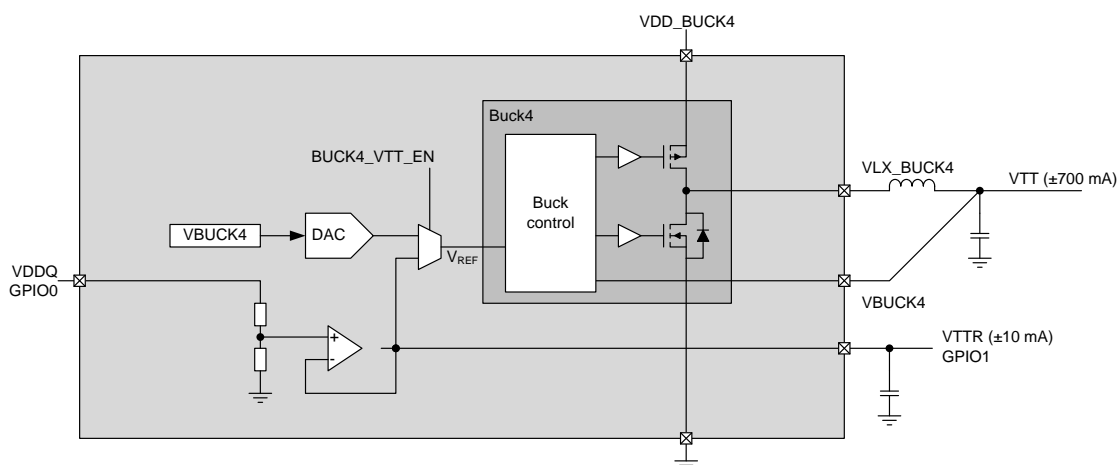 VDD_BUCK4
Buck4
BUCK4_VTT_EN
VLX_BUCK4
VTT (±700 mA)
Buck
control
VBUCK4
DAC
VREF
VDDQ
GPIO0
VBUCK4
+
-
VTTR (±10 mA)
GPIO1